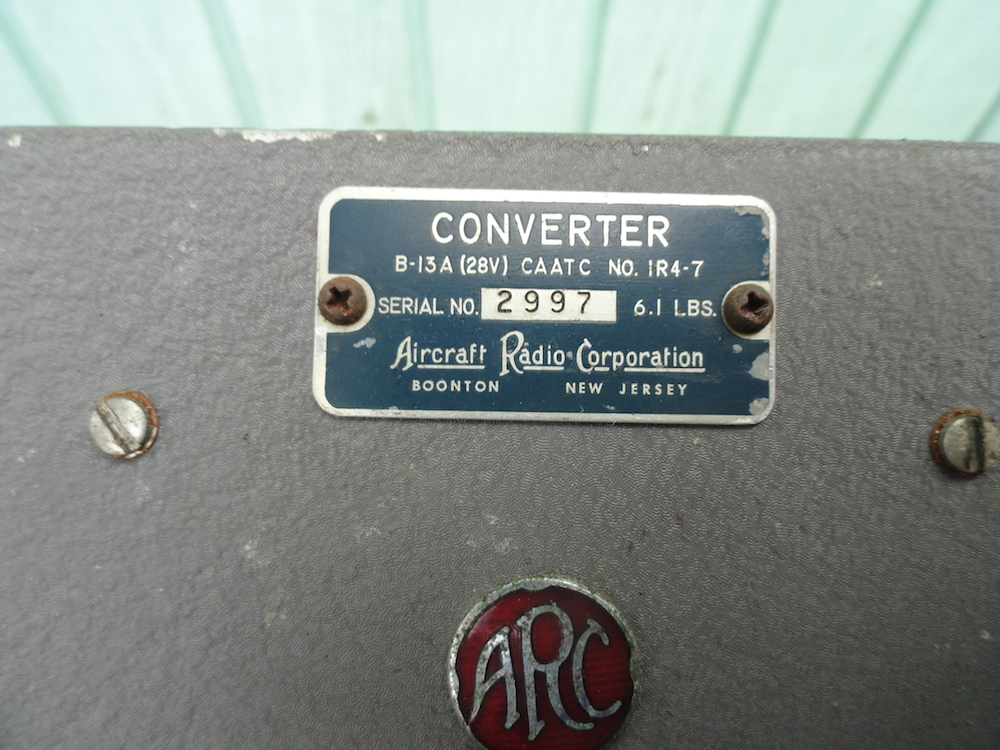 CONVERTER
B-13A (28V) CAATC NO. 1R4-7
SERIAL NO. 2997 6.1 LBS.
Aircraft Radio Corporation
BOONTON NEW JERSEY
ARC